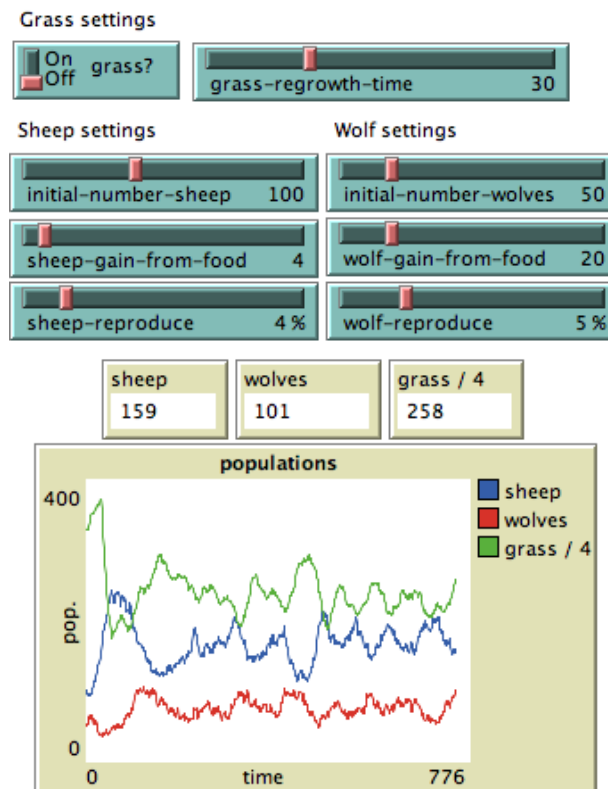 Grass settings
On
Off
grass?
grass-regrowth-time 30
Sheep settings
Wolf settings
initial-number-sheep 100
initial-number-wolves 50
sheep-gain-from-food 4
wolf-gain-from-food 20
sheep-reproduce 4 %
wolf-reproduce 5 %
sheep
159
wolves
101
grass / 4
258
populations
400
pop.
0
0
time
776
sheep
wolves
grass / 4